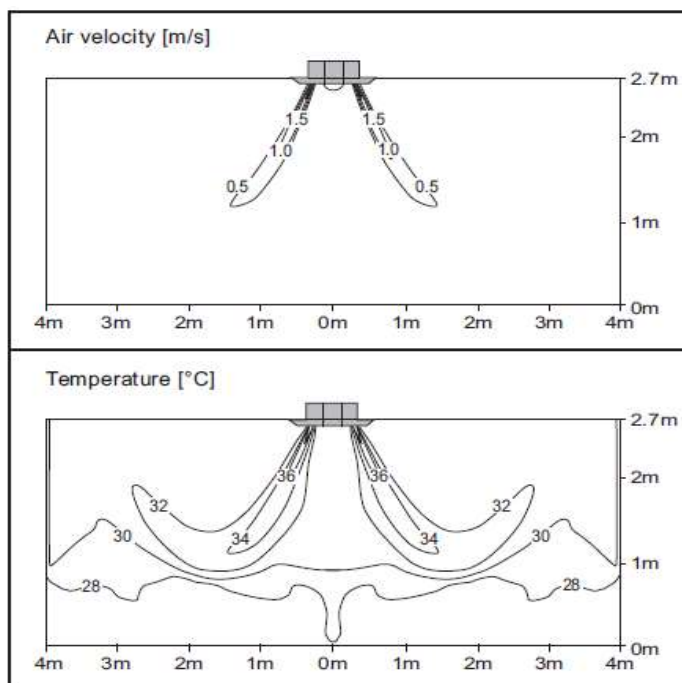 Air velocity [m/s]
2.7m
1.5 1.5
2m
1.0 1.0
0.5 0.5
1m
0m
4m 3m 2m 1m 0m 1m 2m 3m 4m
Temperature [°C]
2.7m
36 36
2m
32 32
30 34 34 30
1m
28 28
0m
4m 3m 2m 1m 0m 1m 2m 3m 4m